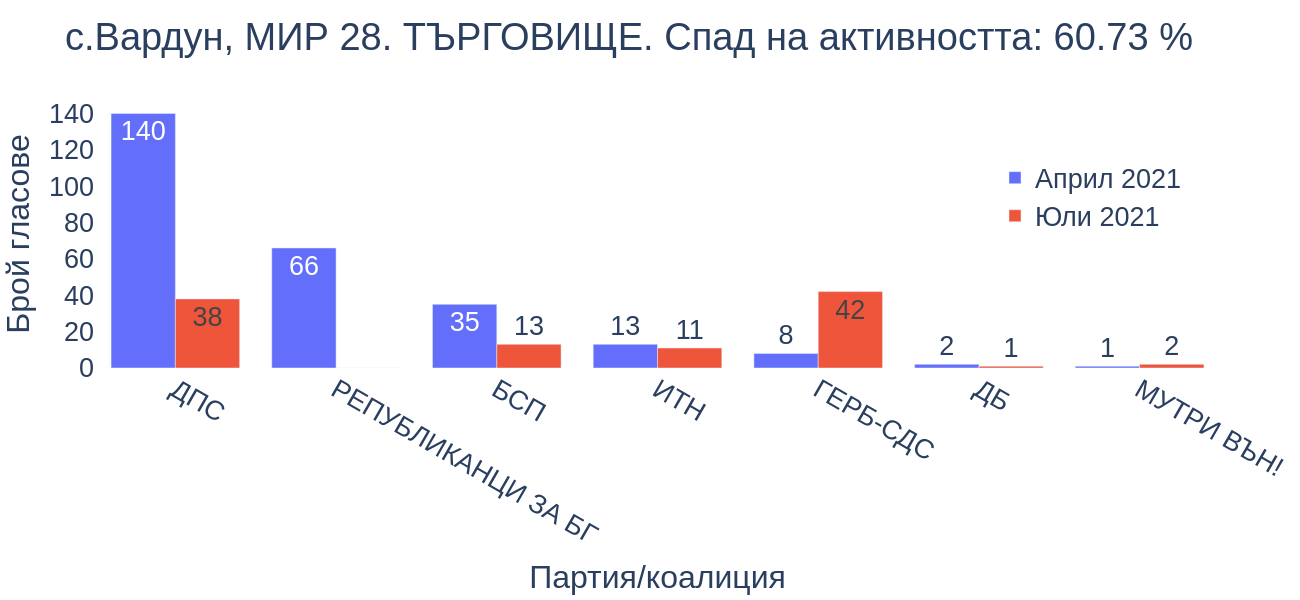 с.Вардун, МИР 28. ТЪРГОВИЩЕ. Спад на активността: 60.73 %
Брой гласове
140
120
100
80
60
40
20
0
140
38
66
35
13
13
11
8
42
2
1
1
2
Април 2021
Юли 2021
ДПС
РЕПУБЛИКАНЦИ ЗА БГ
БСП
ИТН
ГЕРБ-СДС
ДБ
МУТРИ ВЪН!
Партия/коалиция